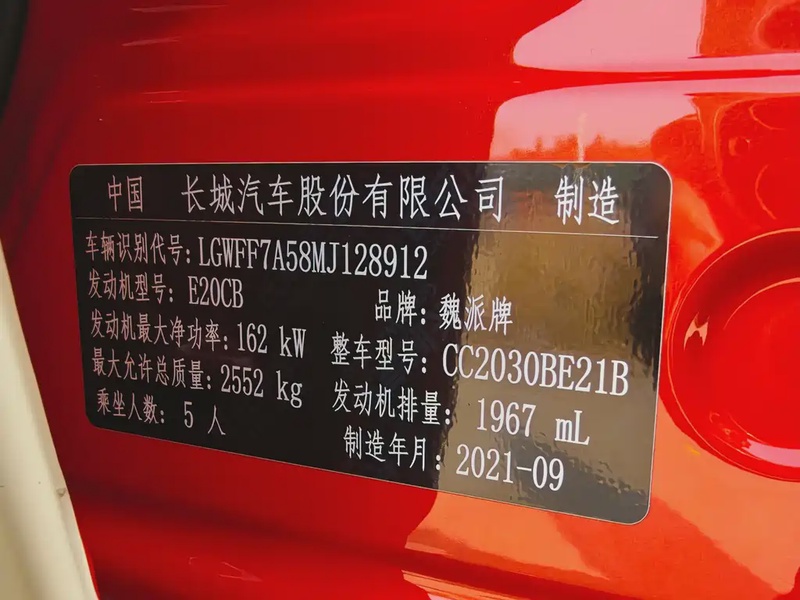 中国 长城汽车股份有限公司 制造
车辆识别代号: LGWFF7A58MJ128912
发动机型号: E20CB
品牌: 魏派牌
发动机最大净功率: 162 kW
整车型号: CC2030BE21B
最大允许总质量: 2552 kg
发动机排量: 1967 mL
乘坐人数: 5 人
制造年月: 2021-09